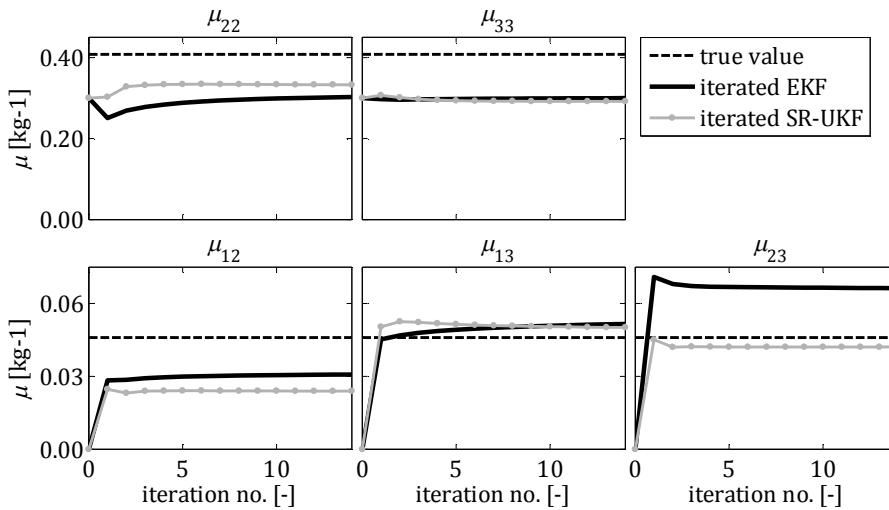 μ22
μ33
0.40
0.20
0.00
μ [kg-1]
true value
iterated EKF
iterated SR-UKF
μ12
μ13
μ23
0.06
0.03
0.00
μ [kg-1]
0 5 10
0 5 10
0 5 10
iteration no. [-]
iteration no. [-]
iteration no. [-]